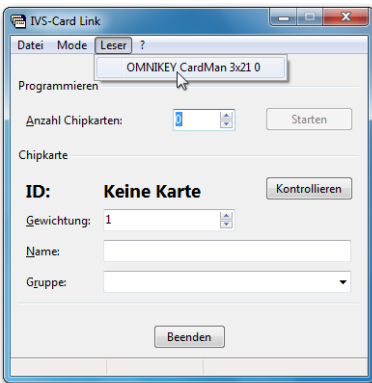 IVS-Card Link
Datei Mode Leser ?
OMNIKEY CardMan 3x21 0
Programmieren
Anzahl Chipkarten: 0 Starten
Chipkarte
ID: Keine Karte Kontrollieren
Gewichtung: 1
Name:
Gruppe:
Beenden